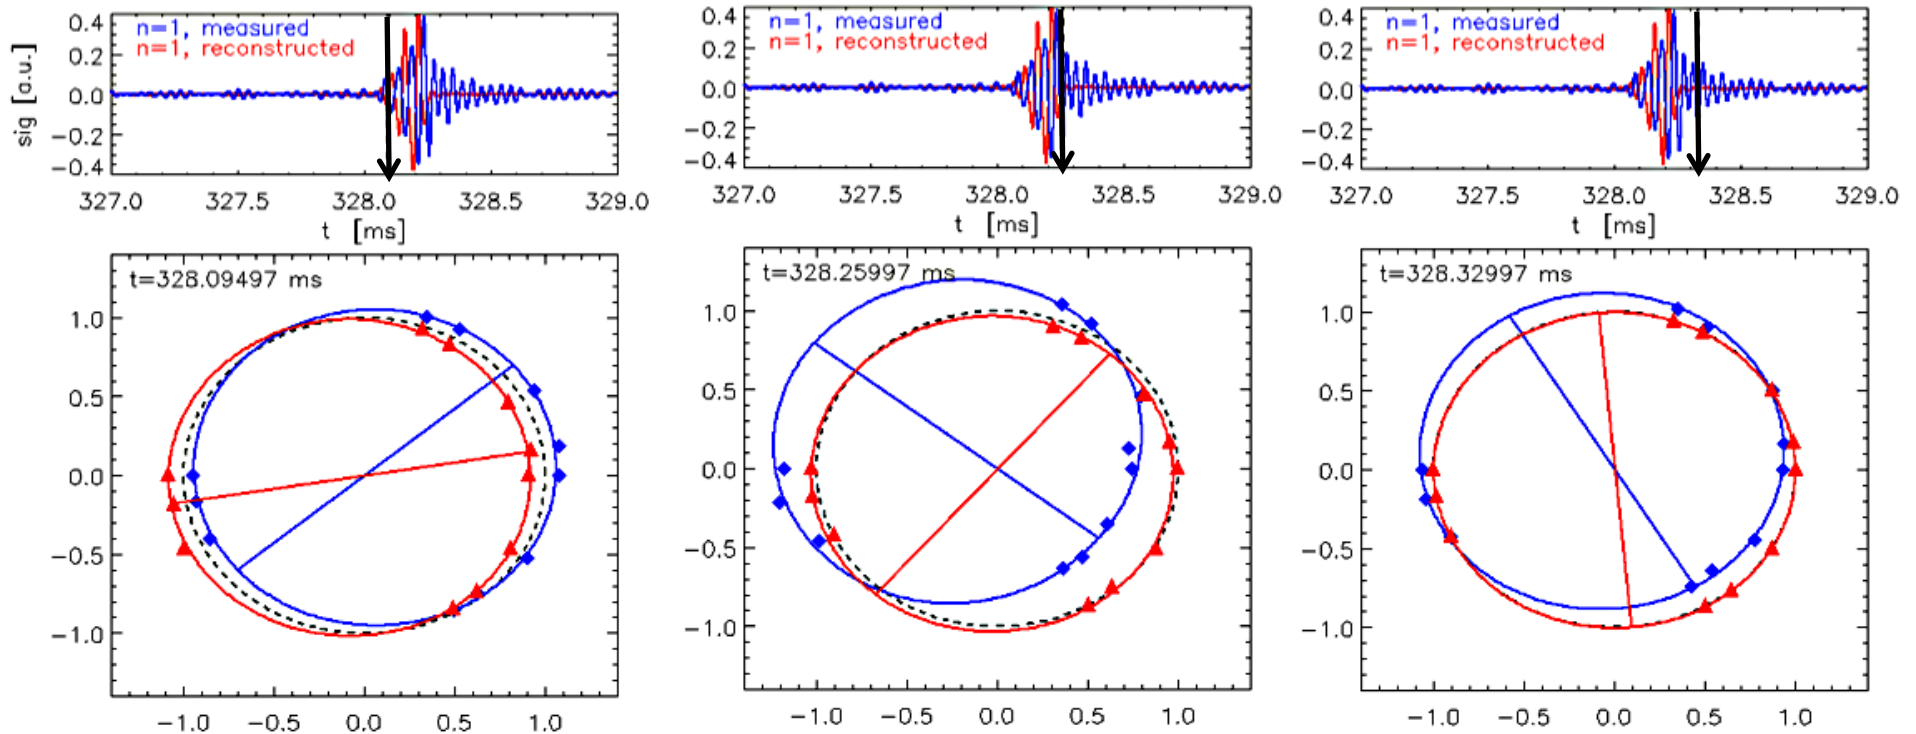 n=1, measured
n=1, reconstructed
sig [a.u.]
0.4
0.2
0.0
−0.2
−0.4
327.0 327.5 328.0 328.5 329.0
t [ms]
t=328.09497 ms
1.0
0.5
0.0
−0.5
−1.0
−1.0 −0.5 0.0 0.5 1.0
n=1, measured
n=1, reconstructed
0.4
0.2
0.0
−0.2
−0.4
327.0 327.5 328.0 328.5 329.0
t [ms]
t=328.25997 ms
1.0
0.5
0.0
−0.5
−1.0
−1.0 −0.5 0.0 0.5 1.0
n=1, measured
n=1, reconstructed
0.4
0.2
0.0
−0.2
−0.4
327.0 327.5 328.0 328.5 329.0
t [ms]
t=328.32997 ms
1.0
0.5
0.0
−0.5
−1.0
−1.0 −0.5 0.0 0.5 1.0